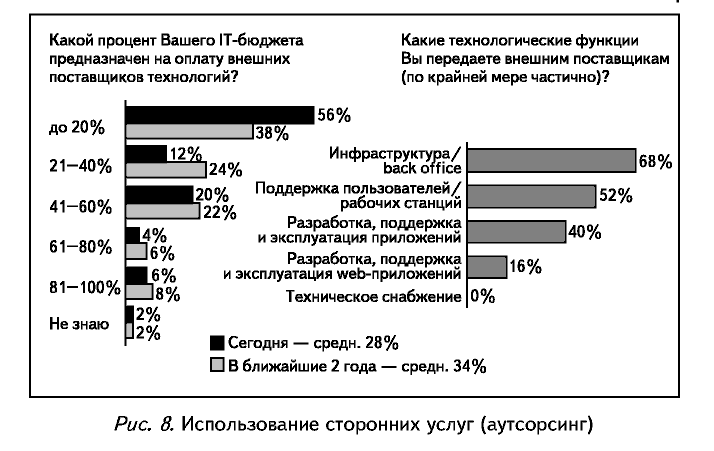 Какой процент Вашего IT-бюджета
предназначен на оплату внешних
поставщиков технологий?
до 20%
56%
38%
21—40%
12%
24%
41—60%
20%
22%
61—80%
4%
6%
81—100%
6%
8%
Не знаю
2%
2%
Какие технологические функции
Вы передаете внешним поставщикам
(по крайней мере частично)?
Инфраструктура/
back office
68%
Поддержка пользователей/
рабочих станций
52%
Разработка, поддержка
и эксплуатация приложений
40%
Разработка, поддержка
и эксплуатация web-приложений
16%
Техническое снабжение
0%
Сегодня — средн. 28%
В ближайшие 2 года — средн. 34%
Рис. 8. Использование сторонних услуг (аутсорсинг)